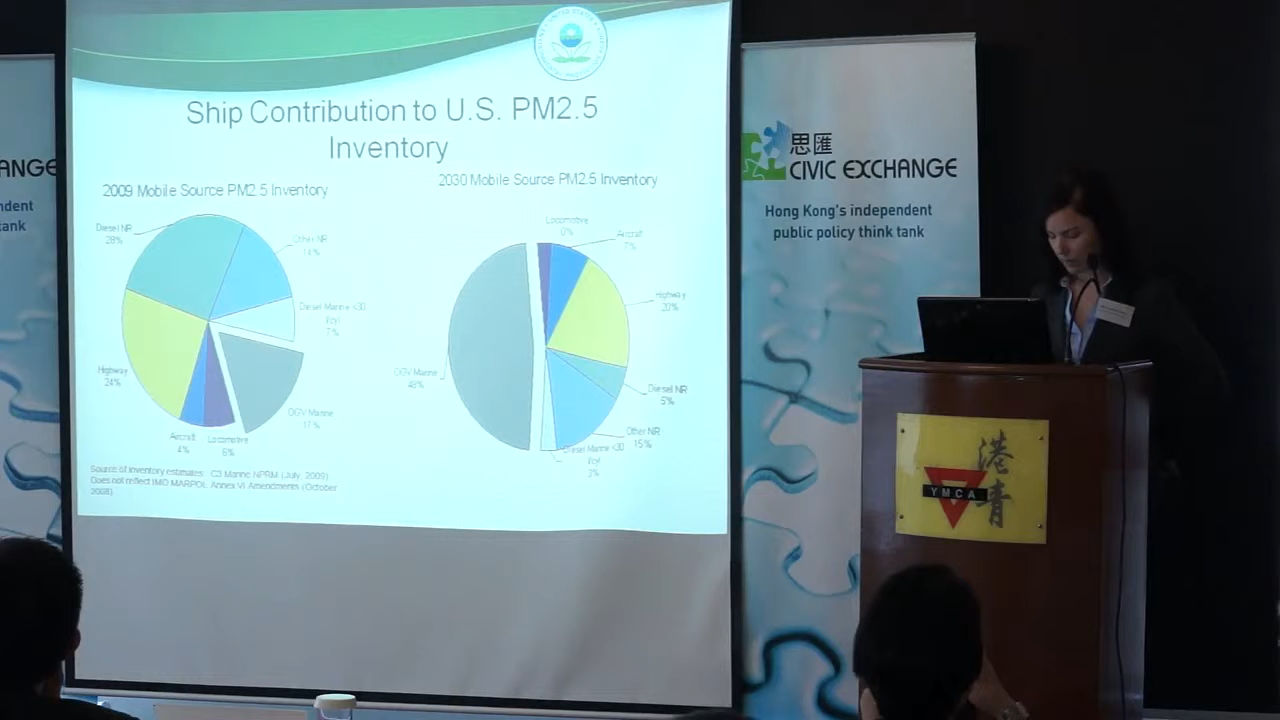 Ship Contribution to U.S. PM2.5
Inventory
2009 Mobile Source PM2.5 Inventory
Diesel NR
28%
Other NR
14%
Diesel Marine <30
l/cyl
7%
OGV Marine
17%
Locomotive
6%
Aircraft
4%
Highway
24%
2030 Mobile Source PM2.5 Inventory
Locomotive
Aircraft
7%
Highway
20%
Diesel NR
5%
Other NR
15%
Diesel Marine <30
l/cyl
3%
OGV Marine
48%
Source of inventory estimates: C3 Marine NPRM (July, 2009)
Does not reflect IMO MARPOL Annex VI Amendments (October
2008)
ANGE
ndent
tank
思匯
CIVIC EXCHANGE
Hong Kong's independent
public policy think tank
港青
YMCA